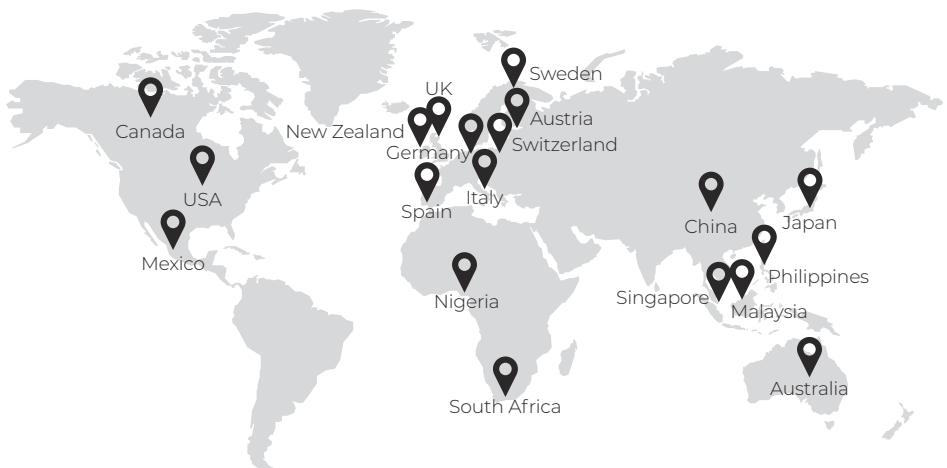 Sweden
UK
Canada
New Zealand
Austria
Germany
Switzerland
USA
Italy
Spain
China
Japan
Mexico
Philippines
Nigeria
Singapore
Malaysia
Australia
South Africa